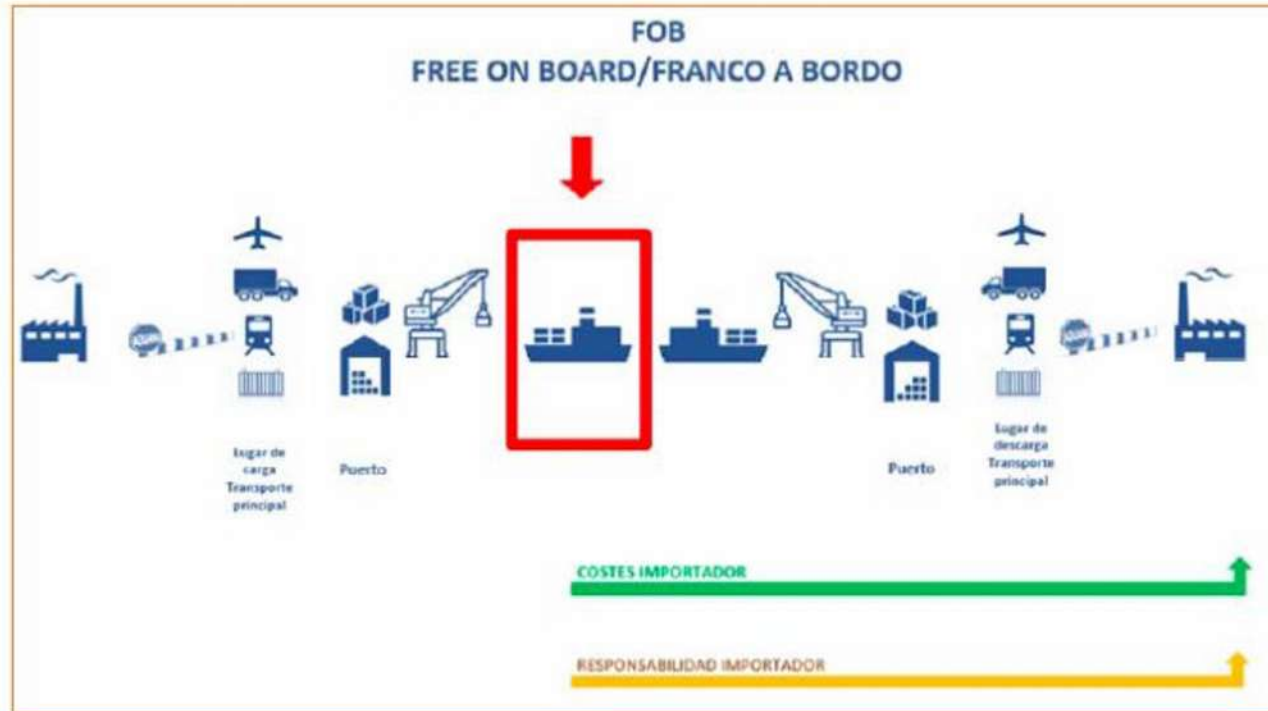 FOB
FREE ON BOARD/FRANCO A BORDO
Lugar de
carga
Transporte
principal
Puerto
Puerto
Lugar de
descarga
Transporte
principal
COSTES IMPORTADOR
RESPONSABILIDAD IMPORTADOR